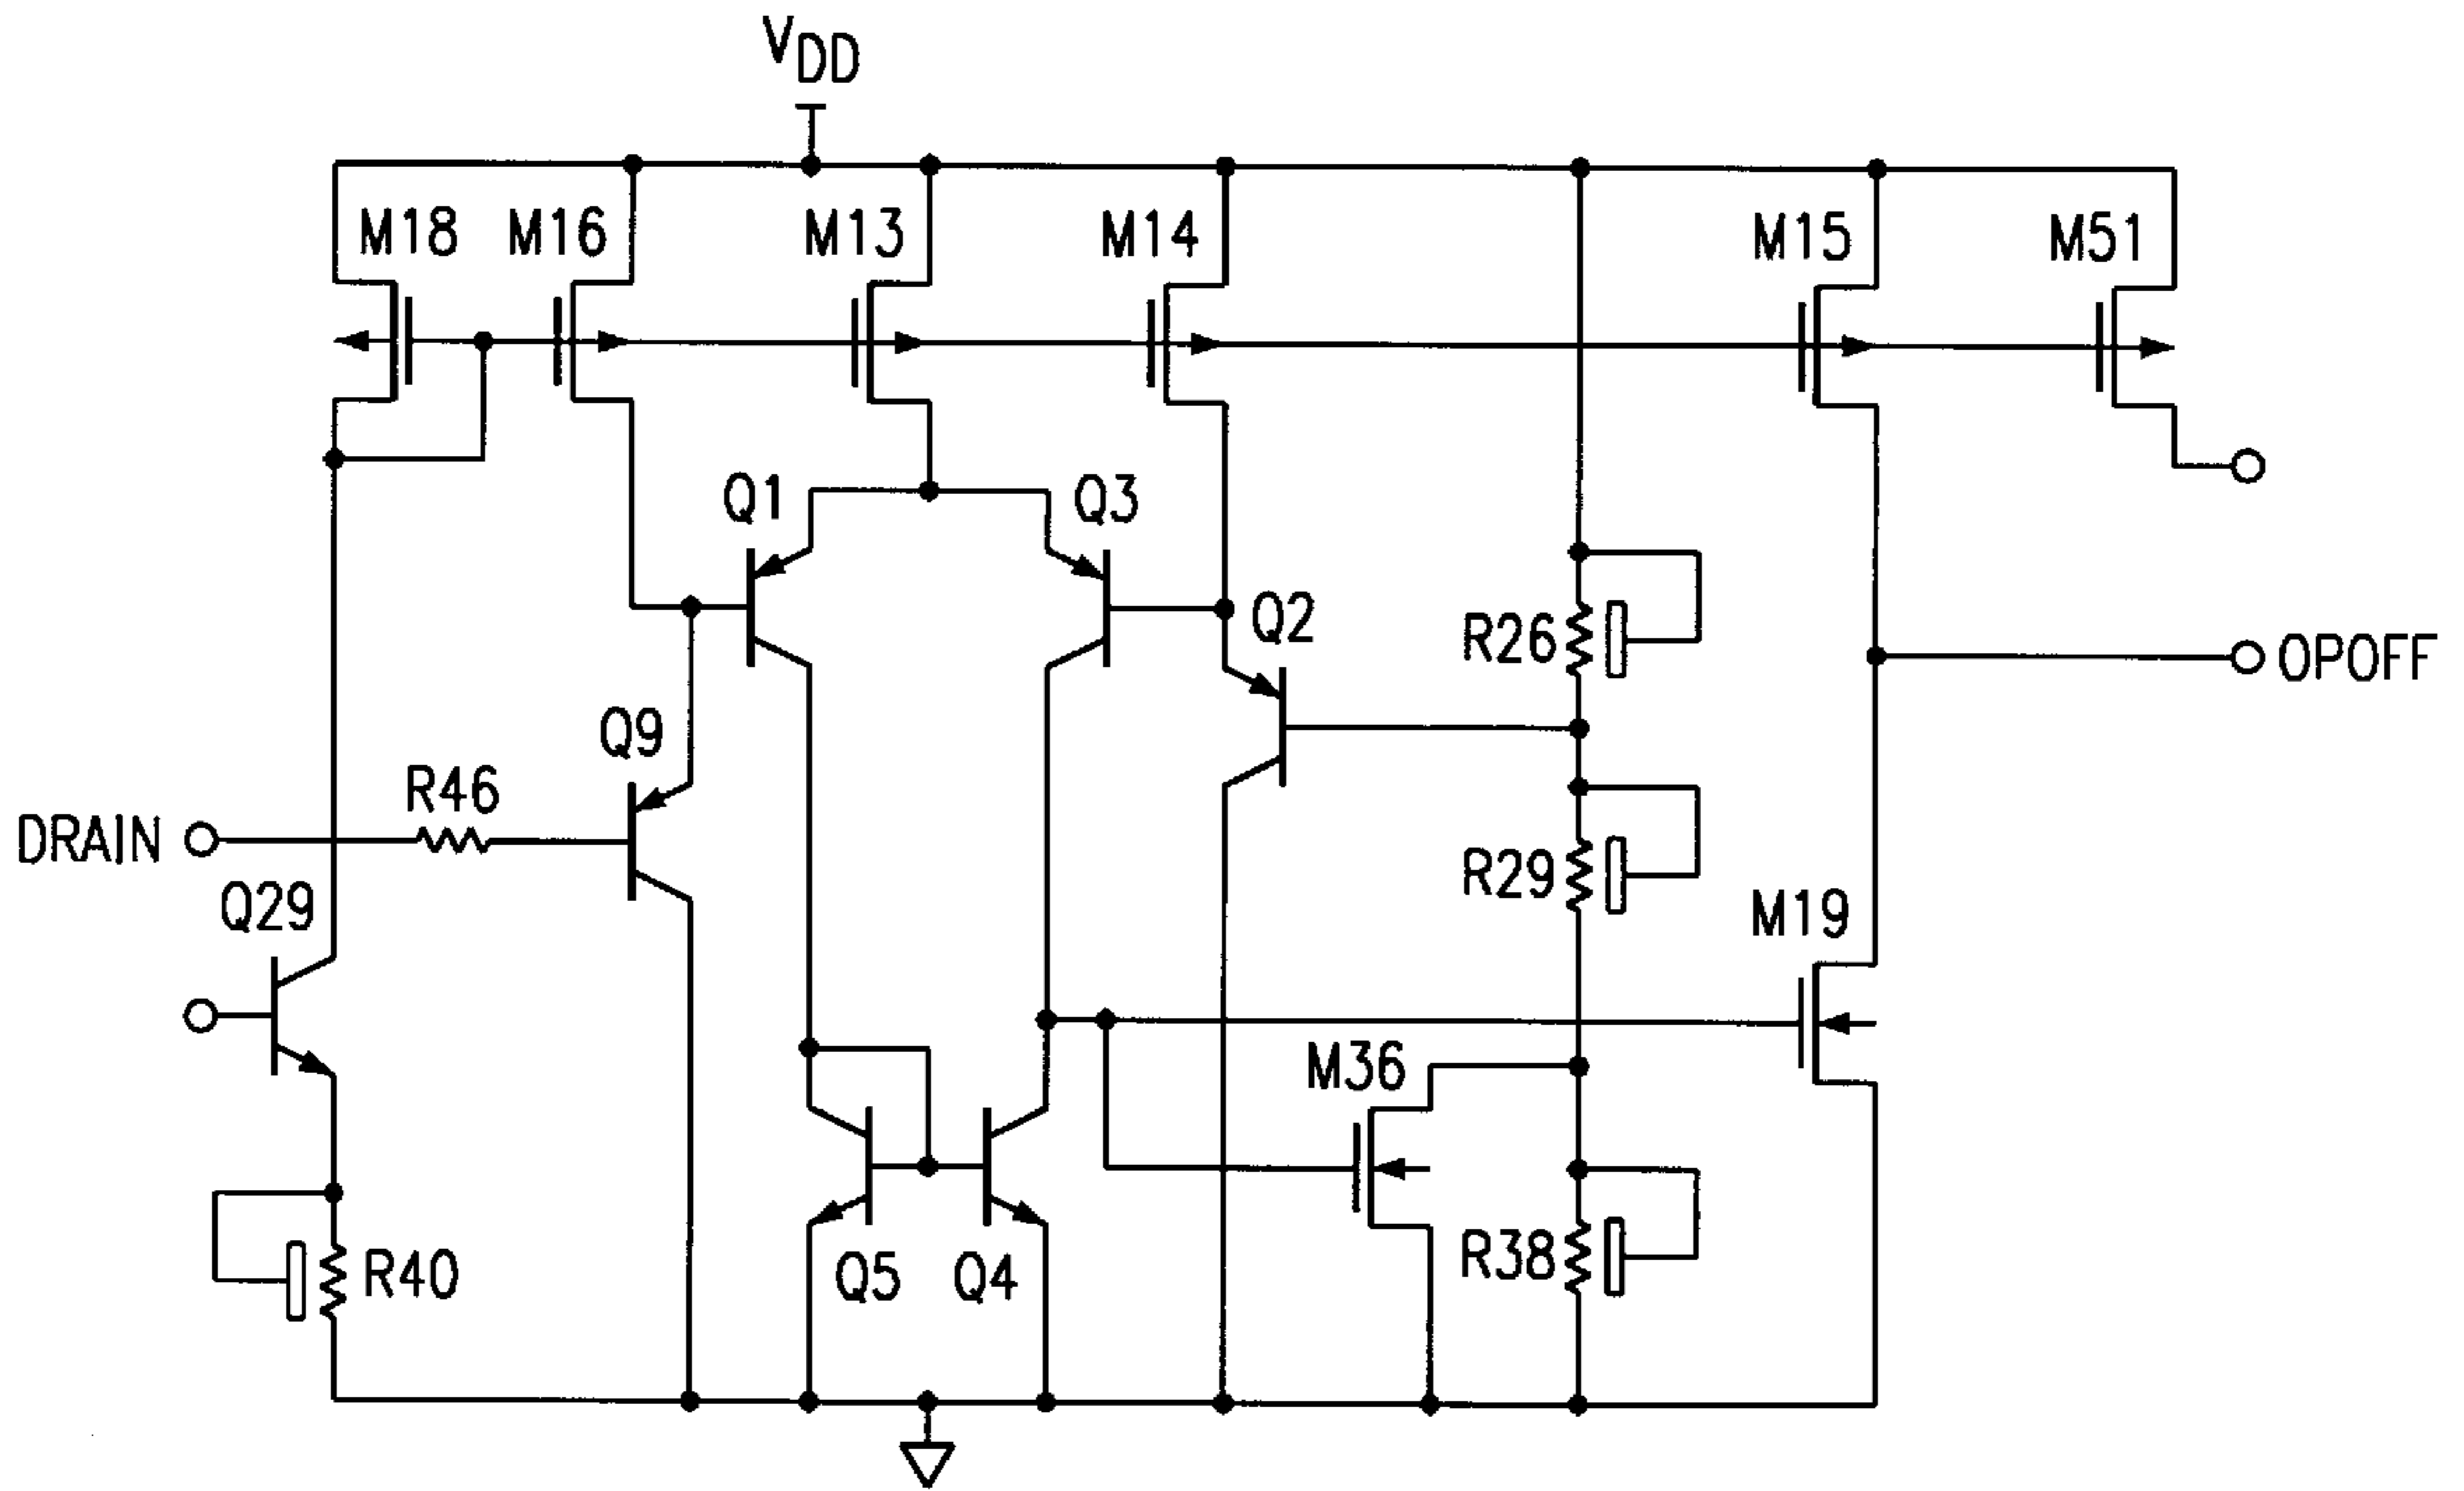 VDD
M18
M16
M13
M14
M15
M51
Q1
Q3
Q2
R26
OPOFF
Q9
R46
DRAIN
R29
Q29
M19
M36
R40
Q5
Q4
R38